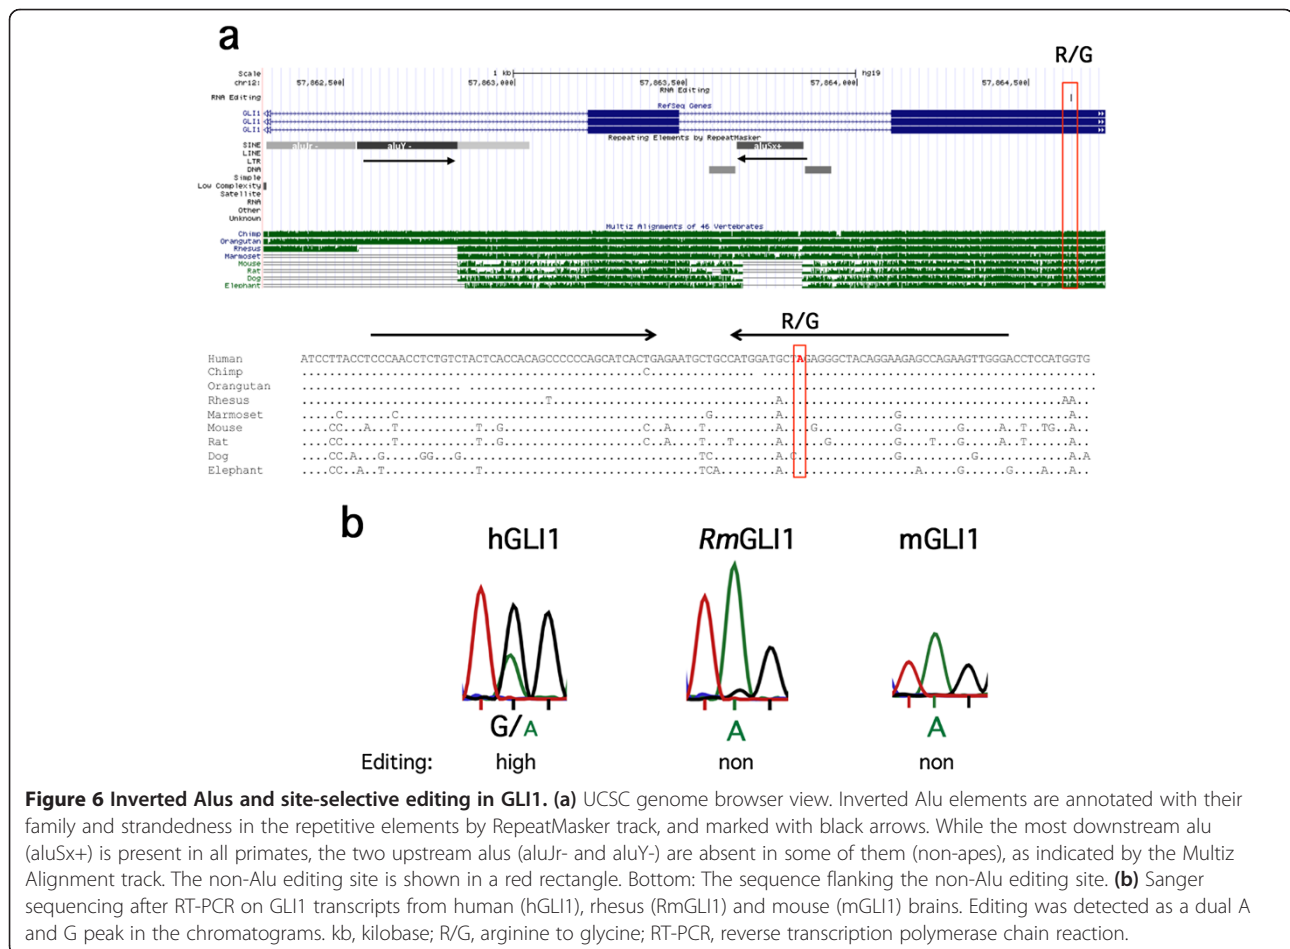 a
R/G
Scale
1 kb
hg19
chr12:
57,862,500
57,863,000
57,863,500
57,864,000
57,864,500
RNA Editing
RNA Editing
RefSeq Genes
GLI1
GLI1
GLI1
Repeating Elements by RepeatMasker
SINE
aluJr -
aluY -
aluSx+
LINE
LTR
DNA
Simple
Low Complexity
Satellite
RNA
Other
Unknown
Multiz Alignments of 46 Vertebrates
Chimp
Orangutan
Rhesus
Marmoset
Mouse
Rat
Dog
Elephant
R/G
Human ATCCTTACCTCCCAACCTCTGTCTACTCACCACAGCCCCCCAGCATCACTGAGAATGCTGCCATGGATGCTAGAGGGCTACAGGAAGAGCCAGAAGTTGGGACCTCCATGGTG
Chimp
Orangutan
Rhesus
Marmoset
Mouse
Rat
Dog
Elephant
b
hGLI1 RmGLI1 mGLI1
G/A A A
Editing: high non non
Figure 6 Inverted Alus and site-selective editing in GLI1. (a) UCSC genome browser view. Inverted Alu elements are annotated with their
family and strandedness in the repetitive elements by RepeatMasker track, and marked with black arrows. While the most downstream alu
(aluSx+) is present in all primates, the two upstream alus (aluJr- and aluY-) are absent in some of them (non-apes), as indicated by the Multiz
Alignment track. The non-Alu editing site is shown in a red rectangle. Bottom: The sequence flanking the non-Alu editing site. (b) Sanger
sequencing after RT-PCR on GLI1 transcripts from human (hGLI1), rhesus (RmGLI1) and mouse (mGLI1) brains. Editing was detected as a dual A
and G peak in the chromatograms. kb, kilobase; R/G, arginine to glycine; RT-PCR, reverse transcription polymerase chain reaction.